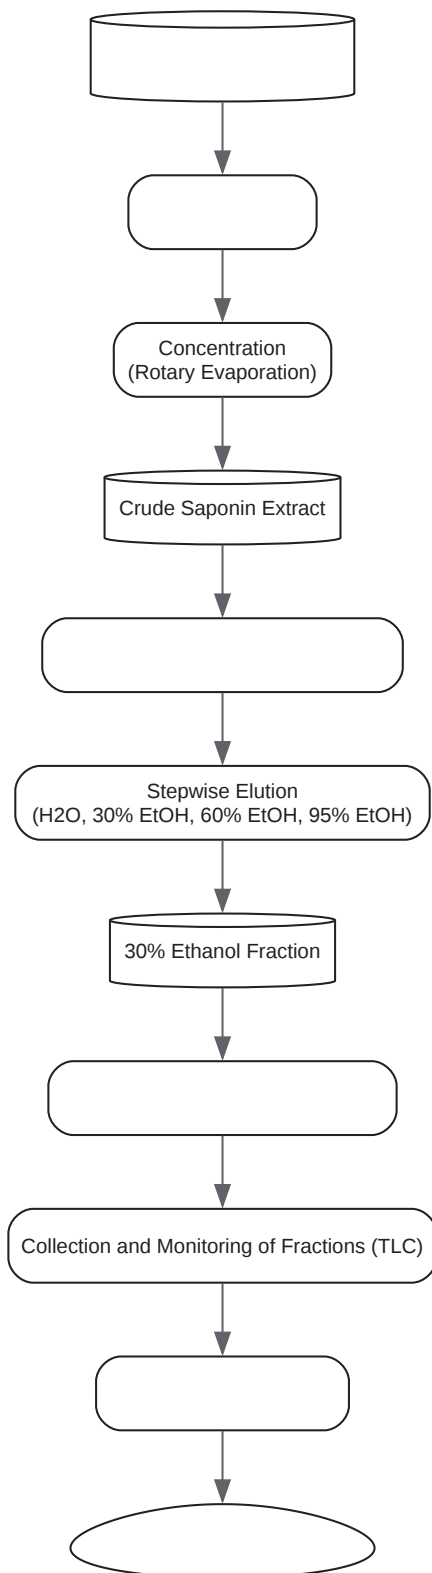 Concentration
(Rotary Evaporation)
Crude Saponin Extract
Stepwise Elution
(H2O, 30% EtOH, 60% EtOH, 95% EtOH)
30% Ethanol Fraction
Collection and Monitoring of Fractions (TLC)